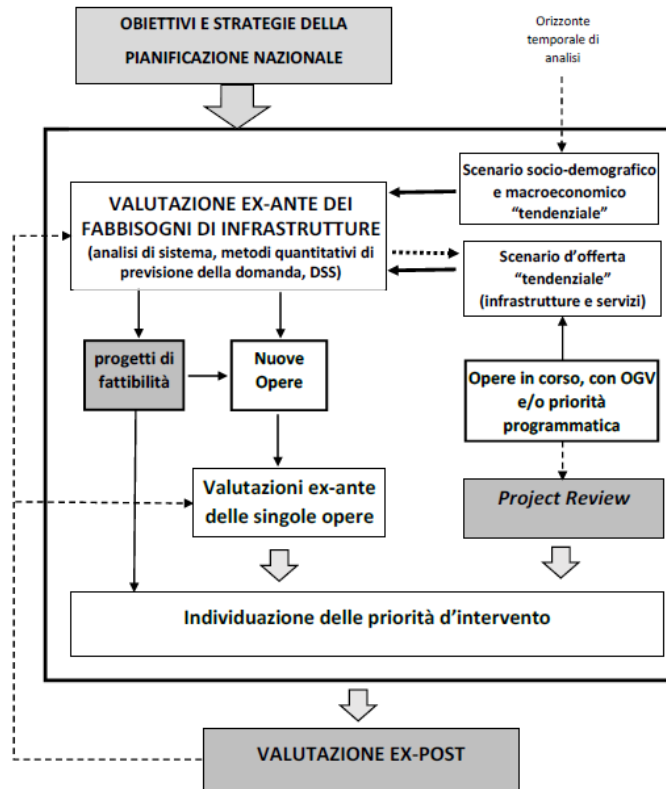 OBIETTIVI E STRATEGIE DELLA
PIANIFICAZIONE NAZIONALE
Orizzonte
temporale di
analisi
Scenario socio-demografico
e macroeconomico
“tendenziale”
VALUTAZIONE EX-ANTE DEI
FABBISOGNI DI INFRASTRUTTURE
(analisi di sistema, metodi quantitativi di
previsione della domanda, DSS)
Scenario d’offerta
“tendenziale”
(infrastrutture e servizi)
progetti di
fattibilità
Nuove
Opere
Opere in corso, con OGV
e/o priorità
programmatica
Valutazioni ex-ante
delle singole opere
Project Review
Individuazione delle priorità d’intervento
VALUTAZIONE EX-POST